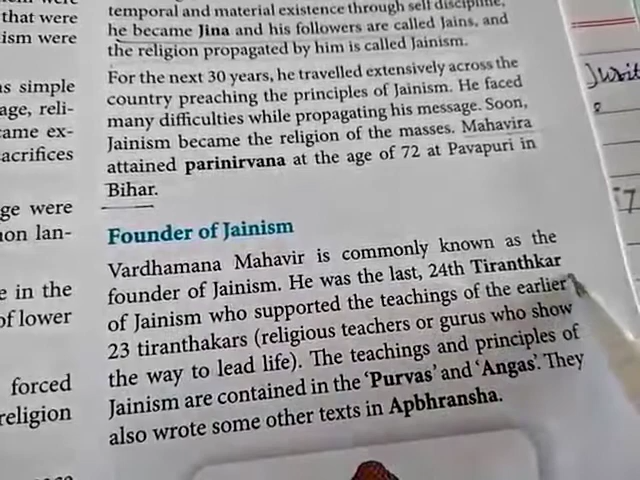 that were
ism were
as simple
age, reli-
came ex-
acrifices
ge were
non lan-
e in the
of lower
forced
religion
temporal and material existence through self discipline,
he became Jina and his followers are called Jains, and
the religion propagated by him is called Jainism.
For the next 30 years, he travelled extensively across the
country preaching the principles of Jainism. He faced
many difficulties while propagating his message. Soon,
Jainism became the religion of the masses. Mahavira
attained parinirvana at the age of 72 at Pavapuri in
Bihar.
Founder of Jainism
Vardhamana Mahavir is commonly known as the
founder of Jainism. He was the last, 24th Tiranthkar
of Jainism who supported the teachings of the earlier
23 tiranthakars (religious teachers or gurus who show
the way to lead life). The teachings and principles of
Jainism are contained in the 'Purvas' and 'Angas'. They
also wrote some other texts in Apbhransha.